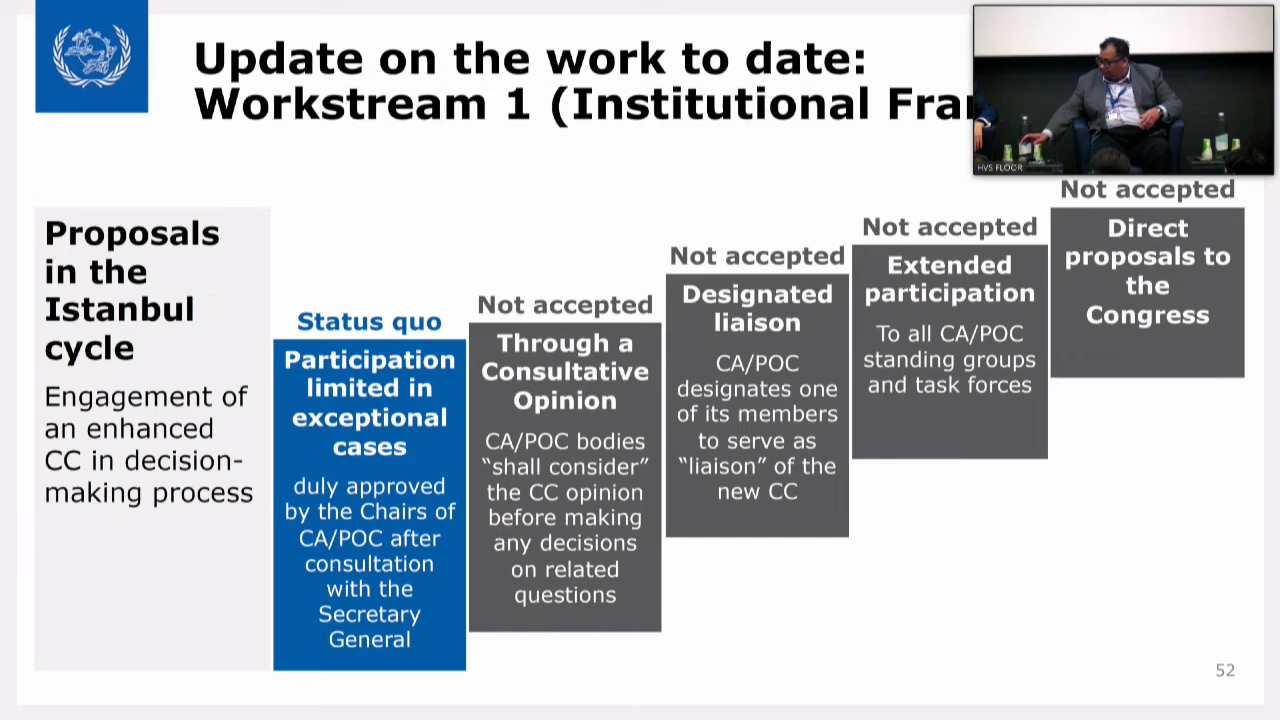 Update on the work to date:
Workstream 1 (Institutional Fra
HVS FLOOR
Proposals
in the
Istanbul
cycle
Engagement of
an enhanced
CC in decision-
making process
Status quo
Participation
limited in
exceptional
cases
duly approved
by the Chairs of
CA/POC after
consultation
with the
Secretary
General
Not accepted
Through a
Consultative
Opinion
CA/POC bodies
“shall consider”
the CC opinion
before making
any decisions
on related
questions
Not accepted
Designated
liaison
CA/POC
designates one
of its members
to serve as
“liaison” of the
new CC
Not accepted
Extended
participation
To all CA/POC
standing groups
and task forces
Not accepted
Direct
proposals to
the
Congress
52